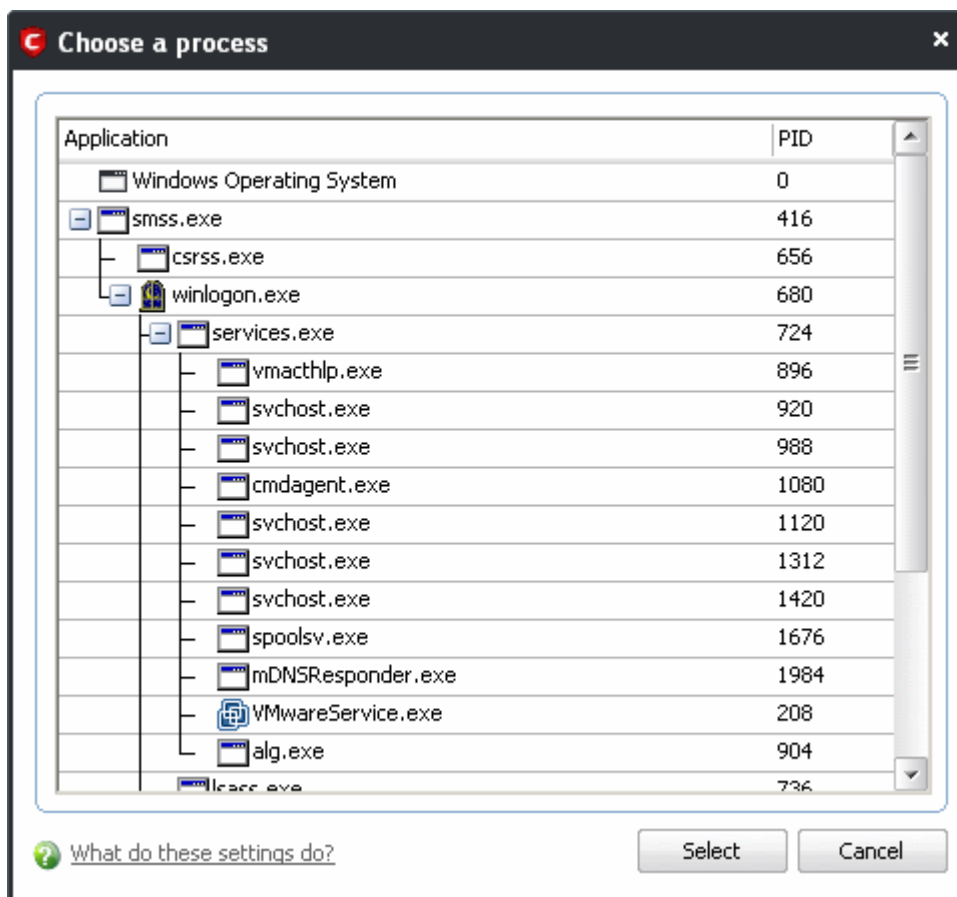 Choose a process
Application PID
Windows Operating System 0
smss.exe 416
csrss.exe 656
winlogon.exe 680
services.exe 724
vmacthlp.exe 896
svchost.exe 920
svchost.exe 988
cmdagent.exe 1080
svchost.exe 1120
svchost.exe 1312
svchost.exe 1420
spoolsv.exe 1676
mDNSResponder.exe 1984
VMwareService.exe 208
alg.exe 904
lsass.exe 736
What do these settings do? Select Cancel